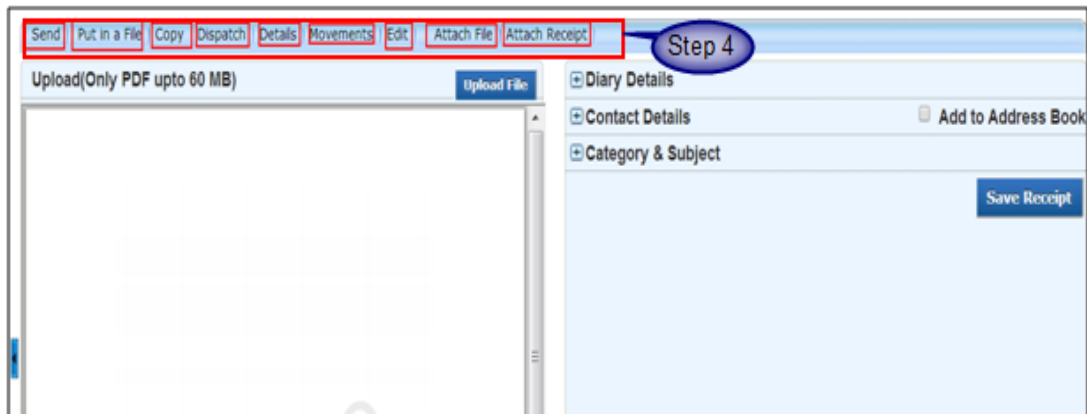 Send Put in a File Copy Dispatch Details Movements Edit Attach File Attach Receipt
Step 4
Upload(Only PDF upto 60 MB) Upload File
Diary Details
Contact Details Add to Address Book
Category & Subject
Save Receipt